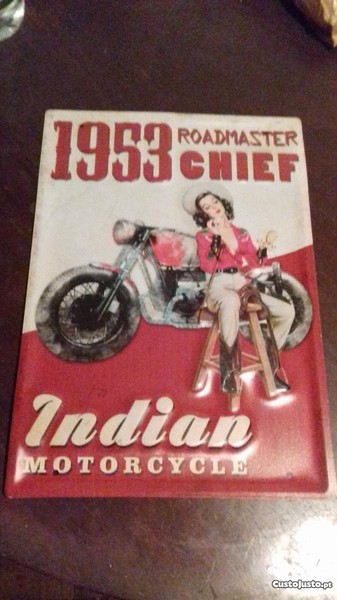 1953 ROADMASTER
CHIEF
Indian
MOTORCYCLE
© CustoJusto.pt